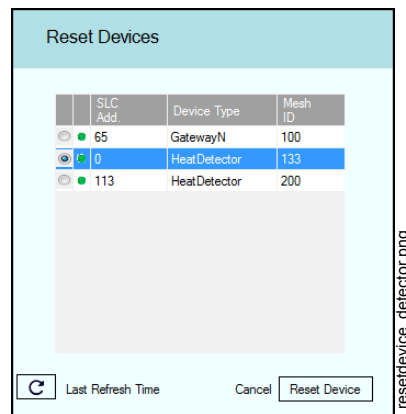 Reset Devices
SLC Add. Device Type Mesh ID
65 GatewayN 100
0 HeatDetector 133
113 HeatDetector 200
Last Refresh Time Cancel Reset Device
resetdevice_detector.png